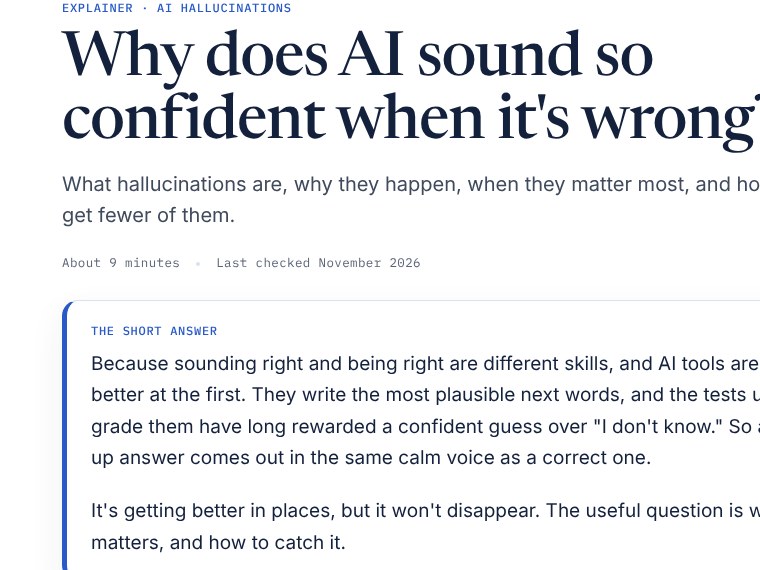 EXPLAINER · AI HALLUCINATIONS
Why does AI sound so
confident when it's wrong?
What hallucinations are, why they happen, when they matter most, and
get fewer of them.
About 9 minutes
Last checked November 2026
THE SHORT ANSWER
Because sounding right and being right are different skills, and AI tools are
better at the first. They write the most plausible next words, and the tests
grade them have long rewarded a confident guess over "I don't know." So
up answer comes out in the same calm voice as a correct one.
It's getting better in places, but it won't disappear. The useful question is
matters, and how to catch it.